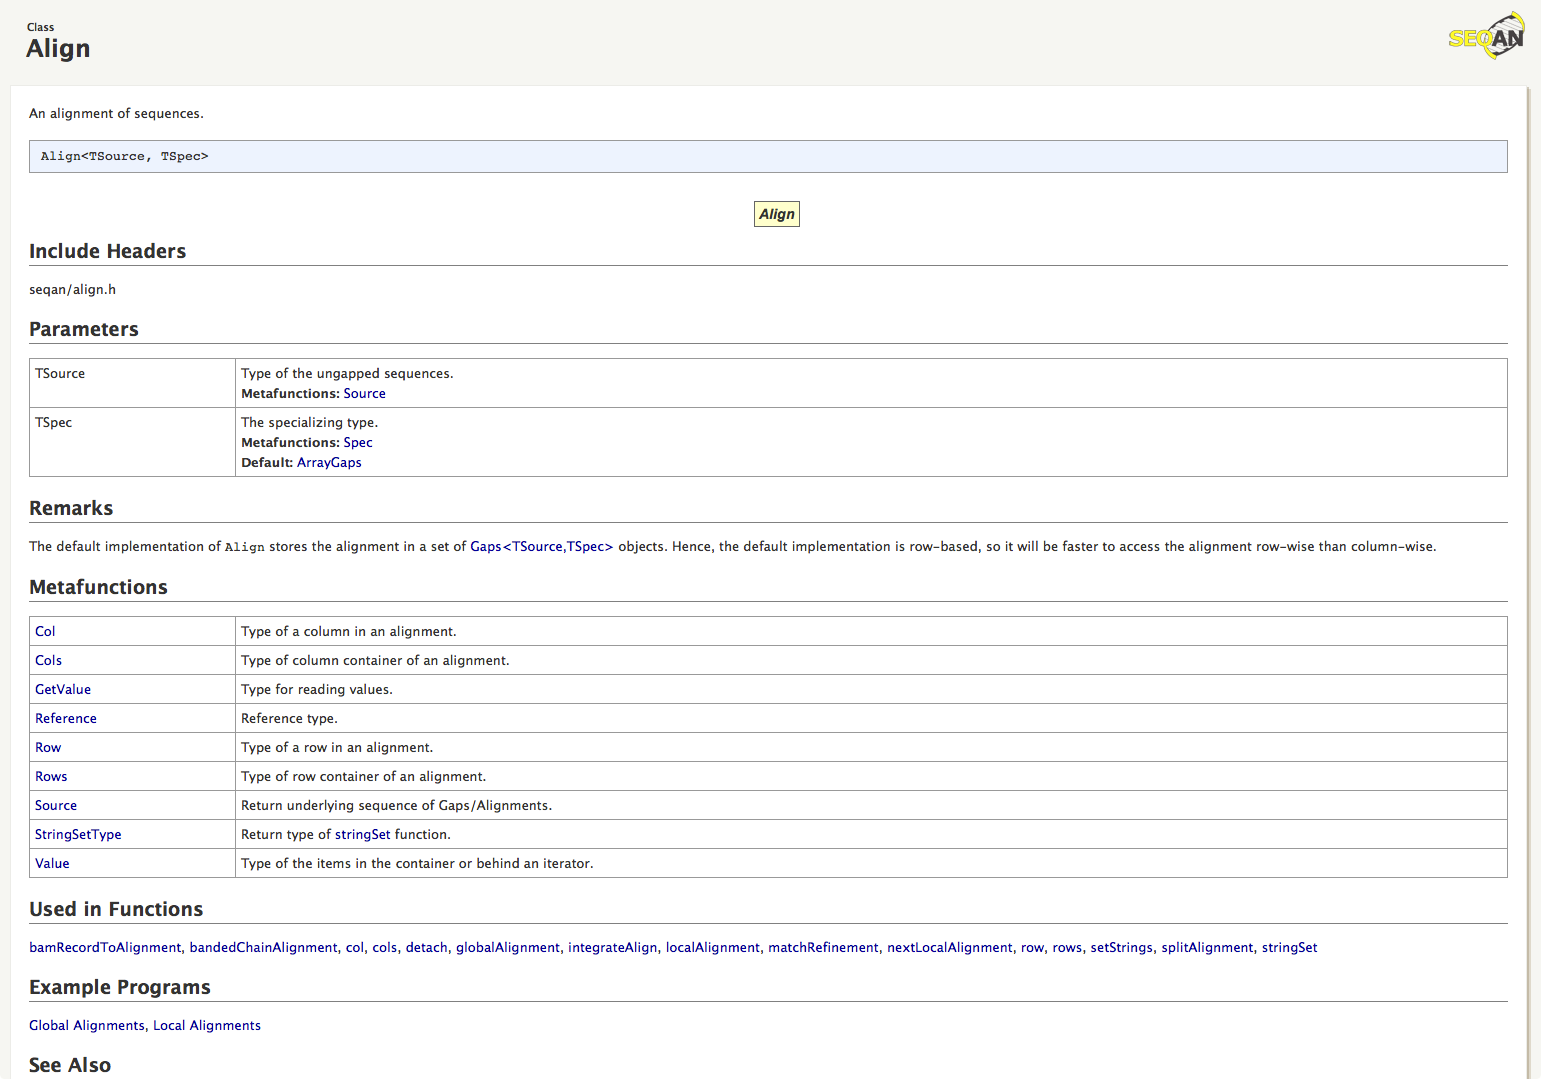 Class
Align
SEQAN
An alignment of sequences.
Align<TSource, TSpec>
Align
Include Headers
seqan/align.h
Parameters
TSource Type of the ungapped sequences.
Metafunctions: Source
TSpec The specializing type.
Metafunctions: Spec
Default: ArrayGaps
Remarks
The default implementation of Align stores the alignment in a set of Gaps<TSource,TSpec> objects. Hence, the default implementation is row-based, so it will be faster to access the alignment row-wise than column-wise.
Metafunctions
Col Type of a column in an alignment.
Cols Type of column container of an alignment.
GetValue Type for reading values.
Reference Reference type.
Row Type of a row in an alignment.
Rows Type of row container of an alignment.
Source Return underlying sequence of Gaps/Alignments.
StringSetType Return type of stringSet function.
Value Type of the items in the container or behind an iterator.
Used in Functions
bamRecordToAlignment, bandedChainAlignment, col, cols, detach, globalAlignment, integrateAlign, localAlignment, matchRefinement, nextLocalAlignment, row, rows, setStrings, splitAlignment, stringSet
Example Programs
Global Alignments, Local Alignments
See Also